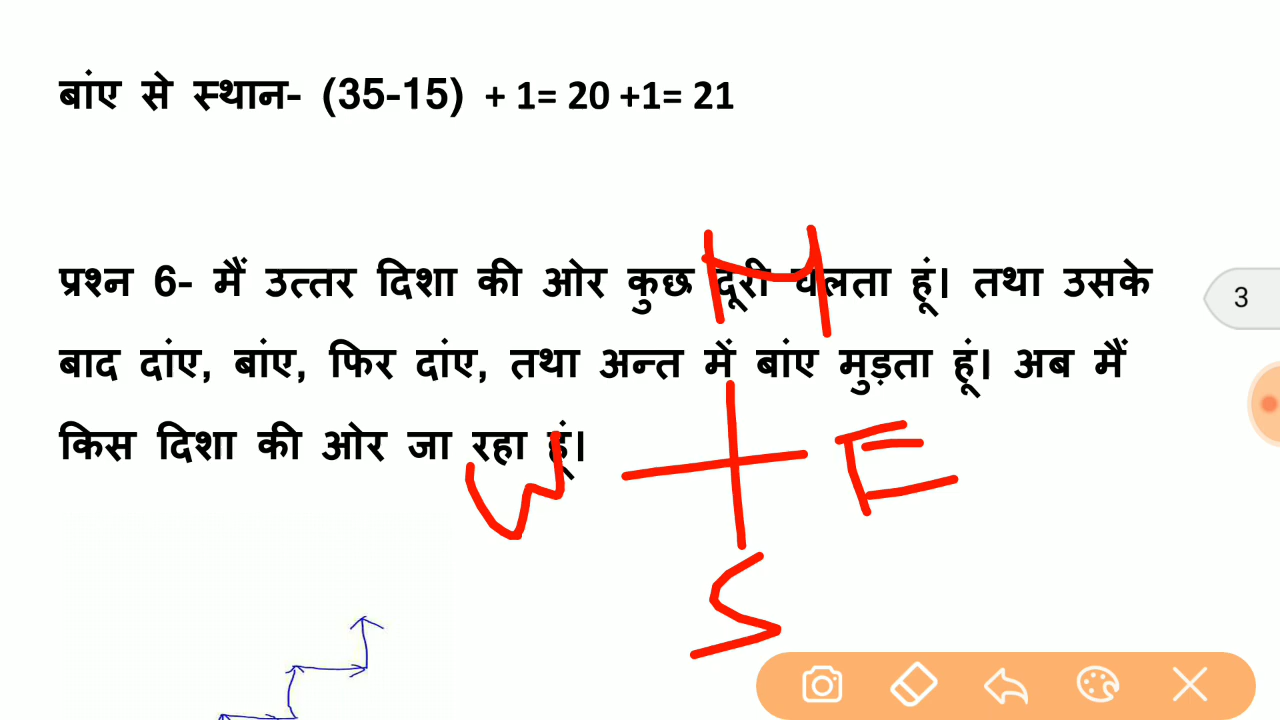 बांए से स्थान- (35-15) + 1= 20 +1= 21
प्रश्न 6- मैं उत्तर दिशा की ओर कुछ दूरी चलता हूं। तथा उसके
बाद दांए, बांए, फिर दांए, तथा अन्त में बांए मुड़ता हूं। अब मैं
किस दिशा की ओर जा रहा हूं।
N
W E
S
3